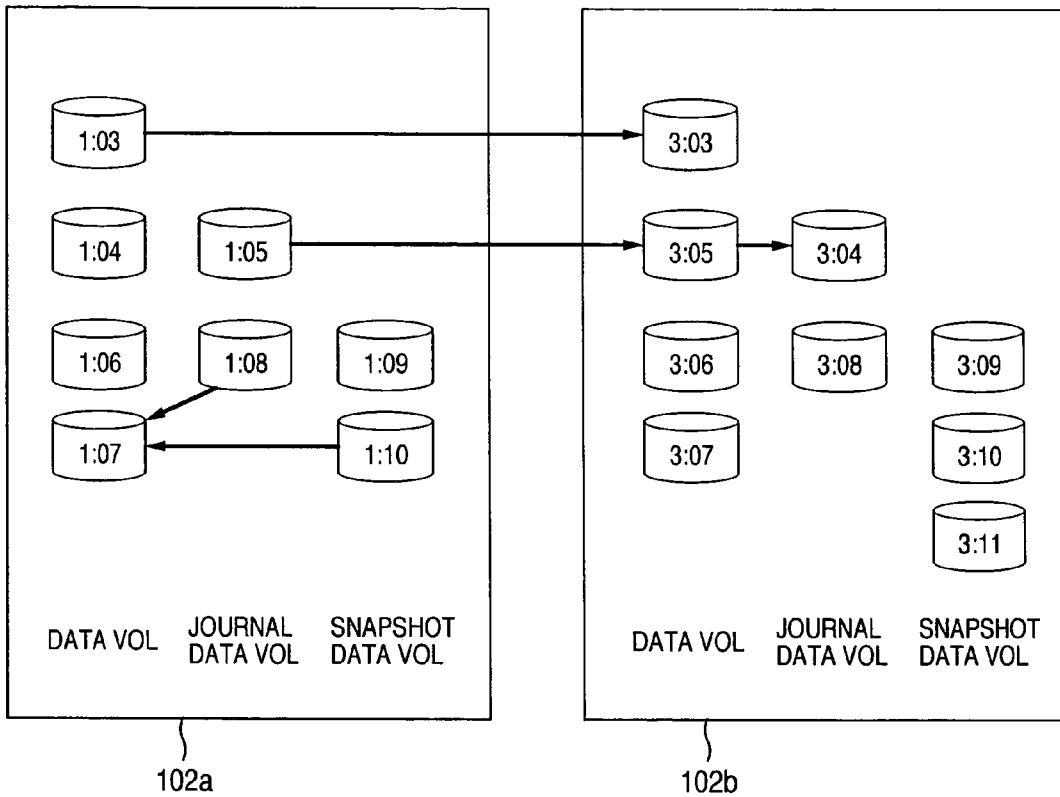 1:03
3:03
1:04
1:05
3:05
3:04
1:06
1:08
1:09
3:06
3:08
3:09
1:07
1:10
3:07
3:10
3:11
DATA VOL
JOURNAL
DATA VOL
SNAPSHOT
DATA VOL
DATA VOL
JOURNAL
DATA VOL
SNAPSHOT
DATA VOL
102a
102b